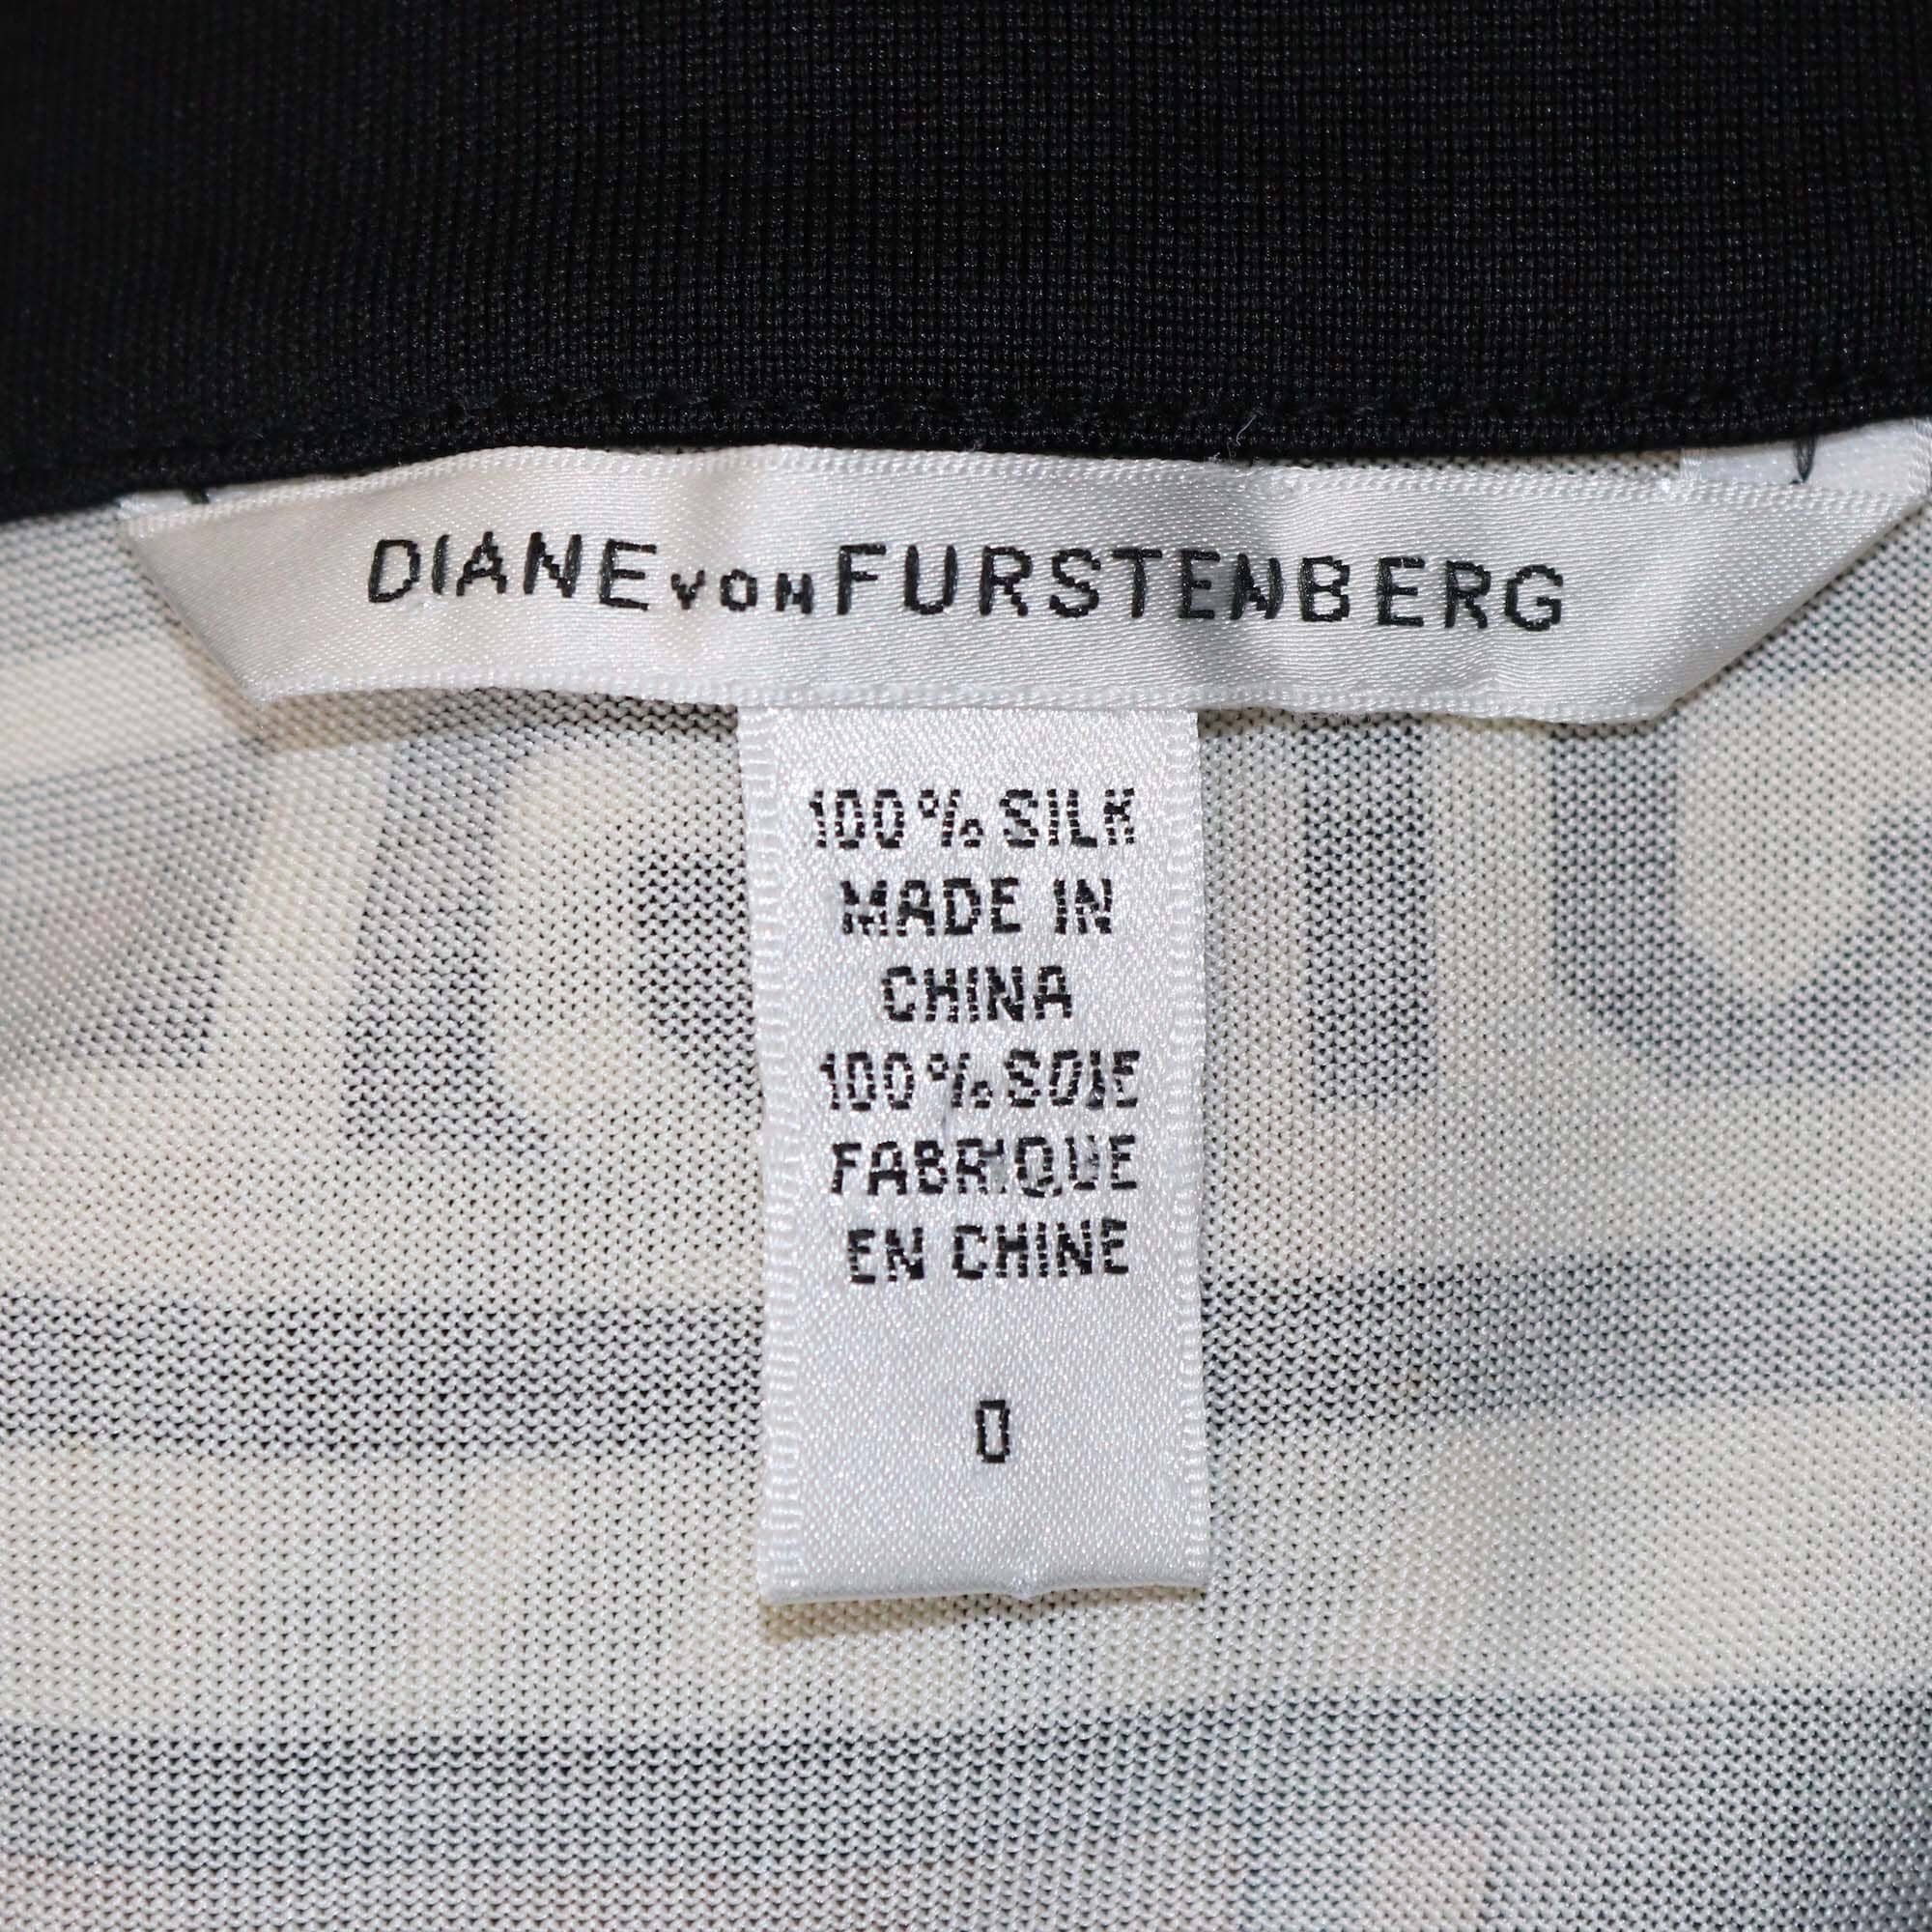 DIANE VON FURSTENBERG
100% SILK
MADE IN
CHINA
100% SOIE
FABRIQUE
EN CHINE
0